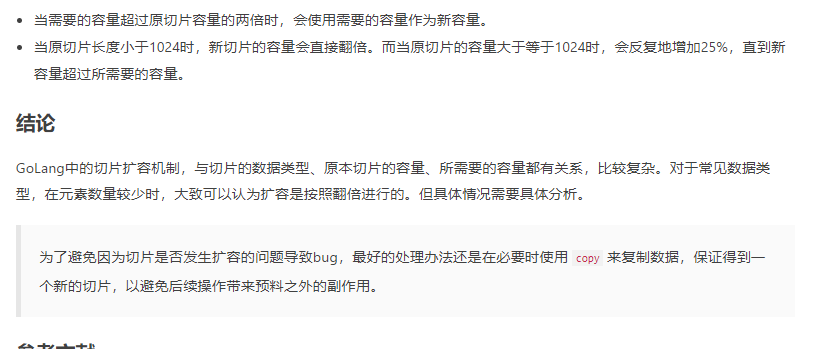 当需要的容量超过原切片容量的两倍时，会使用需要的容量作为新容量。
当原切片长度小于1024时，新切片的容量会直接翻倍。而当原切片的容量大于等于1024时，会反复地增加25%，直到新
容量超过所需要的容量。
结论
GoLang中的切片扩容机制，与切片的数据类型、原本切片的容量、所需要的容量都有关系，比较复杂。对于常见数据类
型，在元素数量较少时，大致可以认为扩容是按照翻倍进行的。但具体情况需要具体分析。
为了避免因为切片是否发生扩容的问题导致bug，最好的处理办法还是在必要时使用 copy 来复制数据，保证得到一
个新的切片，以避免后续操作带来预料之外的副作用。
参考文献